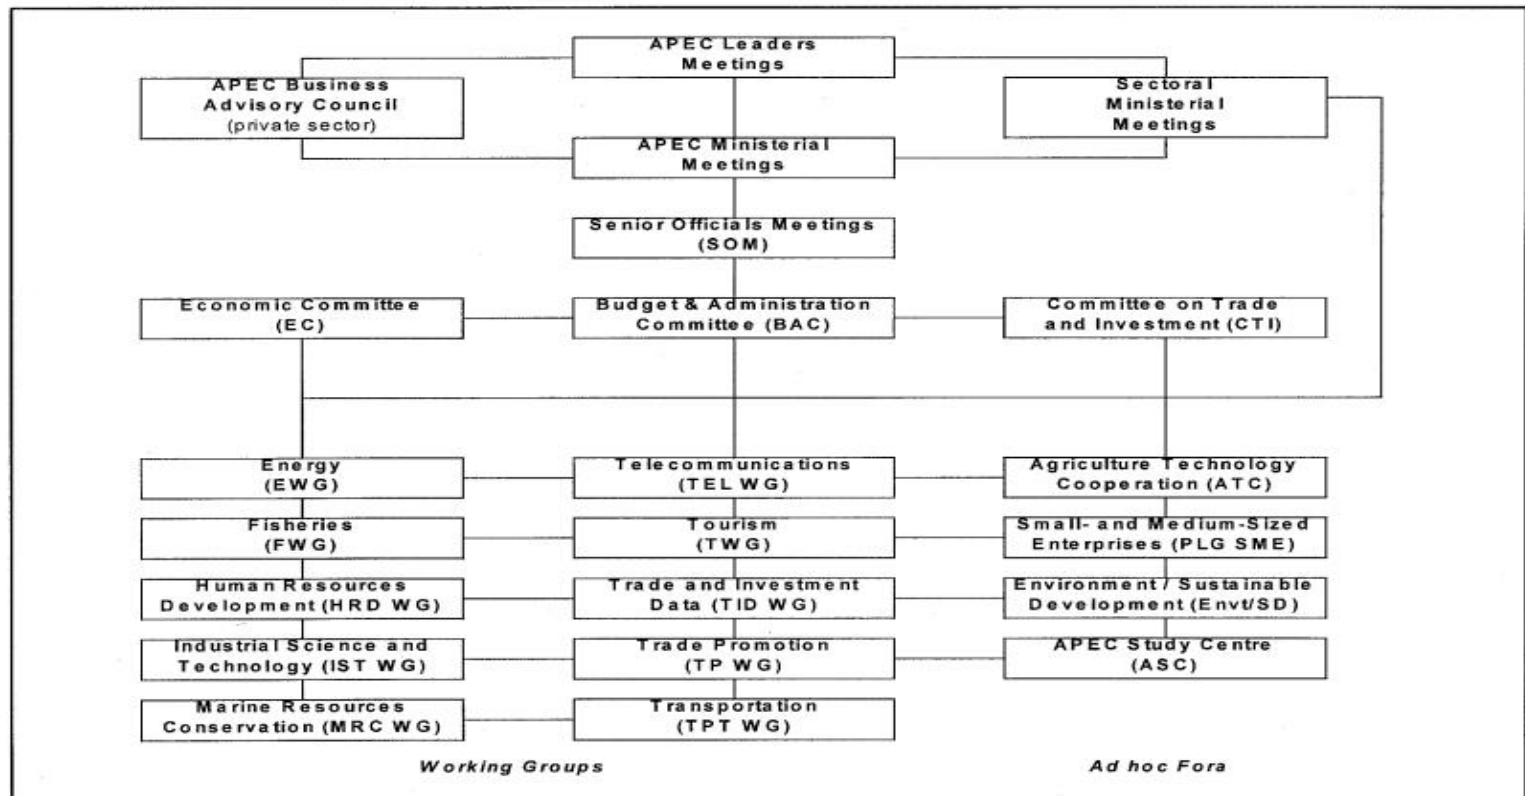 APEC Leaders
Meetings
APEC Business
Advisory Council
(private sector)
Sectoral
Ministerial
Meetings
APEC Ministerial
Meetings
Senior Officials Meetings
(SOM)
Economic Committee
(EC)
Budget & Administration
Committee (BAC)
Committee on Trade
and Investment (CTI)
Energy
(EWG)
Telecommunications
(TEL WG)
Agriculture Technology
Cooperation (ATC)
Fisheries
(FWG)
Tourism
(TWG)
Small- and Medium-Sized
Enterprises (PLG SME)
Human Resources
Development (HRD WG)
Trade and Investment
Data (TID WG)
Environment / Sustainable
Development (Envt/SD)
Industrial Science and
Technology (IST WG)
Trade Promotion
(TP WG)
APEC Study Centre
(ASC)
Marine Resources
Conservation (MRC WG)
Transportation
(TPT WG)
Working Groups
Ad hoc Fora